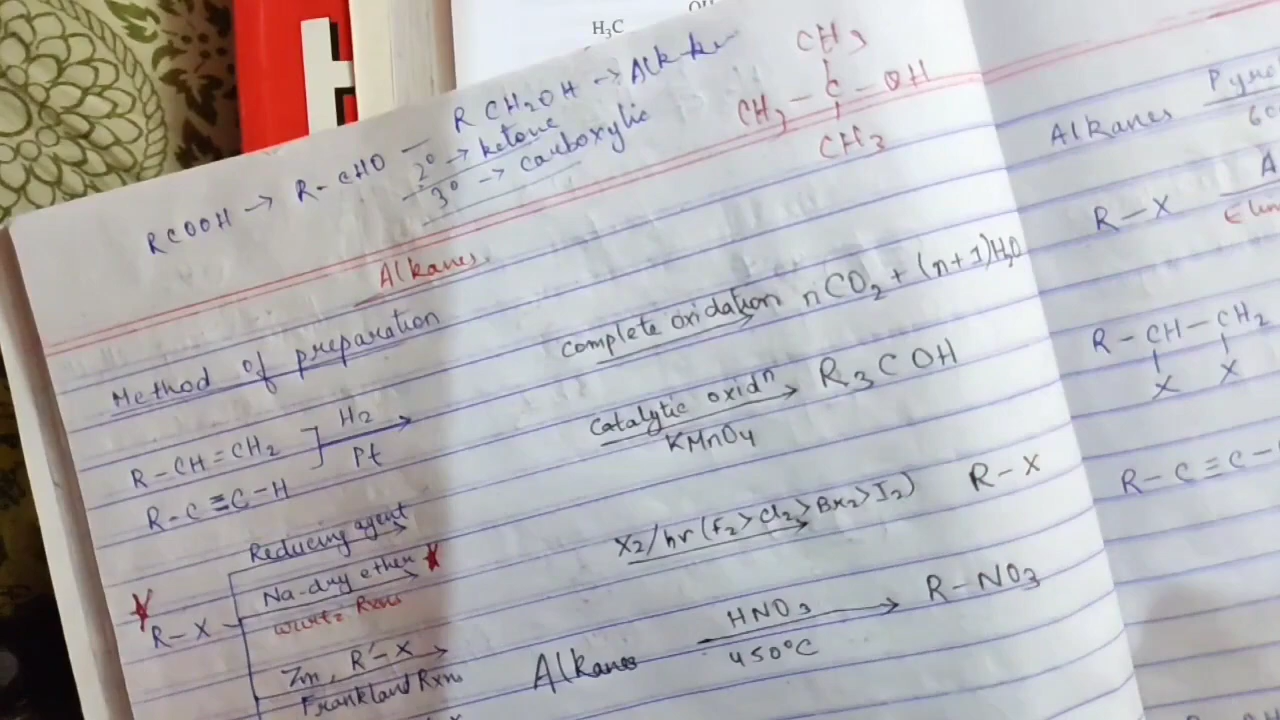 H₃C
RCOOH → R-CHO — RCH₂OH →
2° → ketone
3° → carboxylic
CH₃
CH₃ — C — OH
CH₃
Alkanes
Method of preparation
R-CH=CH₂
R-C≡C-H
H₂
Pt
Reducing agent
Na-dry ether
wurtz Rxn
R-X
Zn, R'-X
Frankland Rxn
Complete oxidation nCO₂ + (n+1)H₂O
Catalytic oxidⁿ R₃COH
KMnO₄
X₂/hr (F₂>Cl₂>Br₂>I₂) R-X
Alkanes HNO₃ → R-NO₃
450°C
Alkanes
R-X
R-CH-CH₂
X X
R-C≡C-